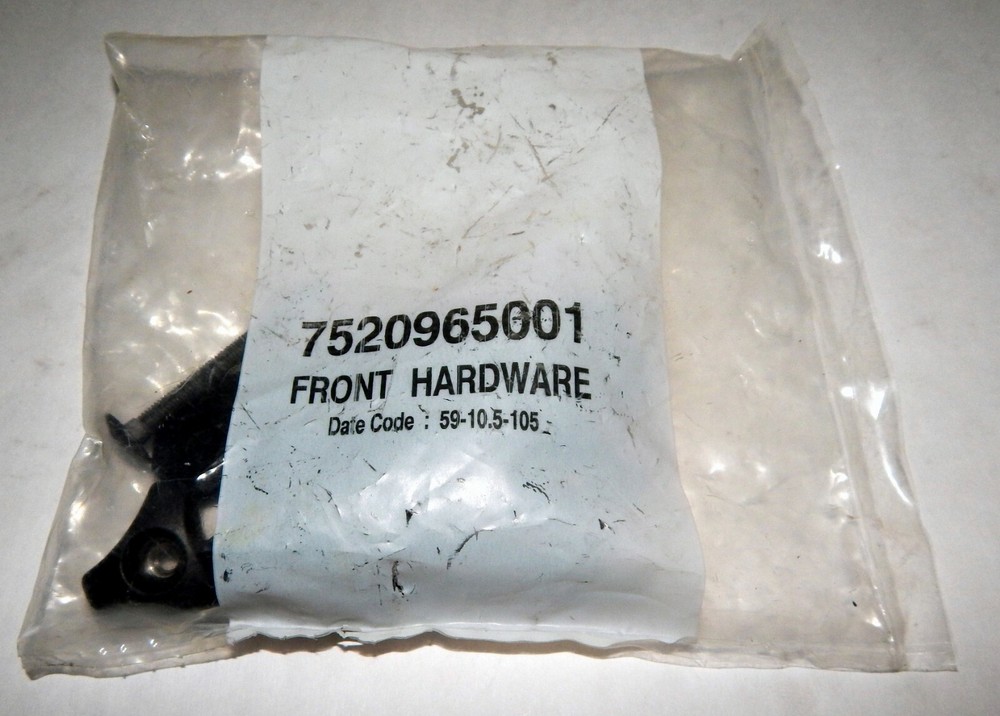 7520965001
FRONT HARDWARE
Date Code : 59-10.5-105